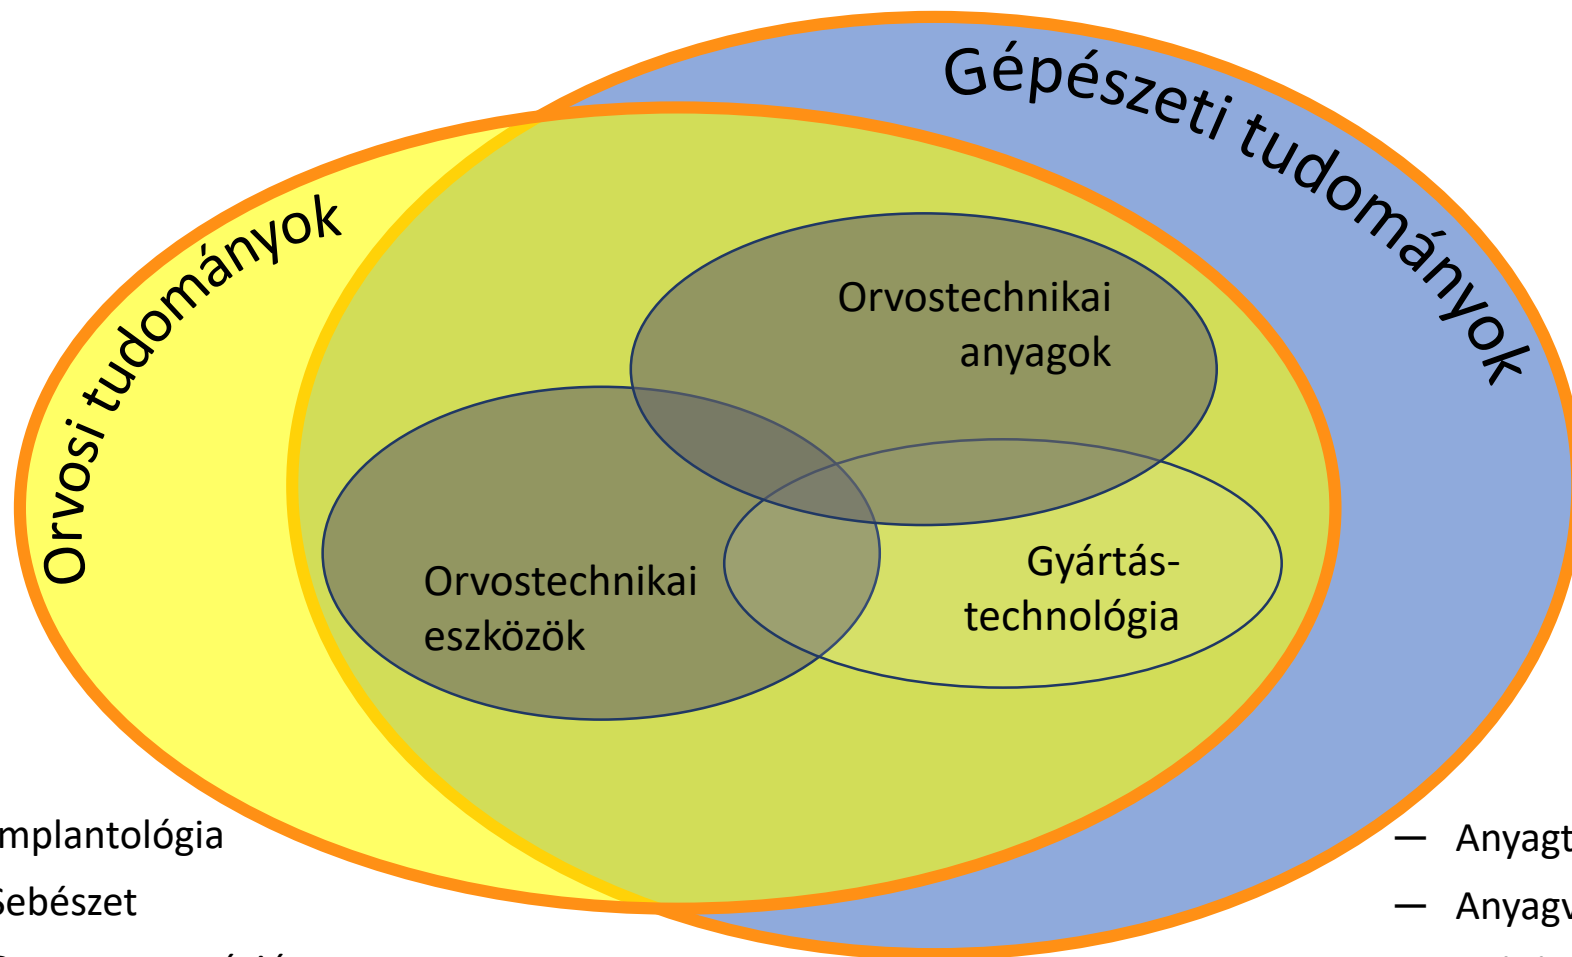 Gépészeti tudományok
Orvosi tudományok
Orvostechnikai
anyagok
Orvostechnikai
eszközök
Gyártás-
technológia
mplantológia
Sebészet
— Anyagt
— Anyagv